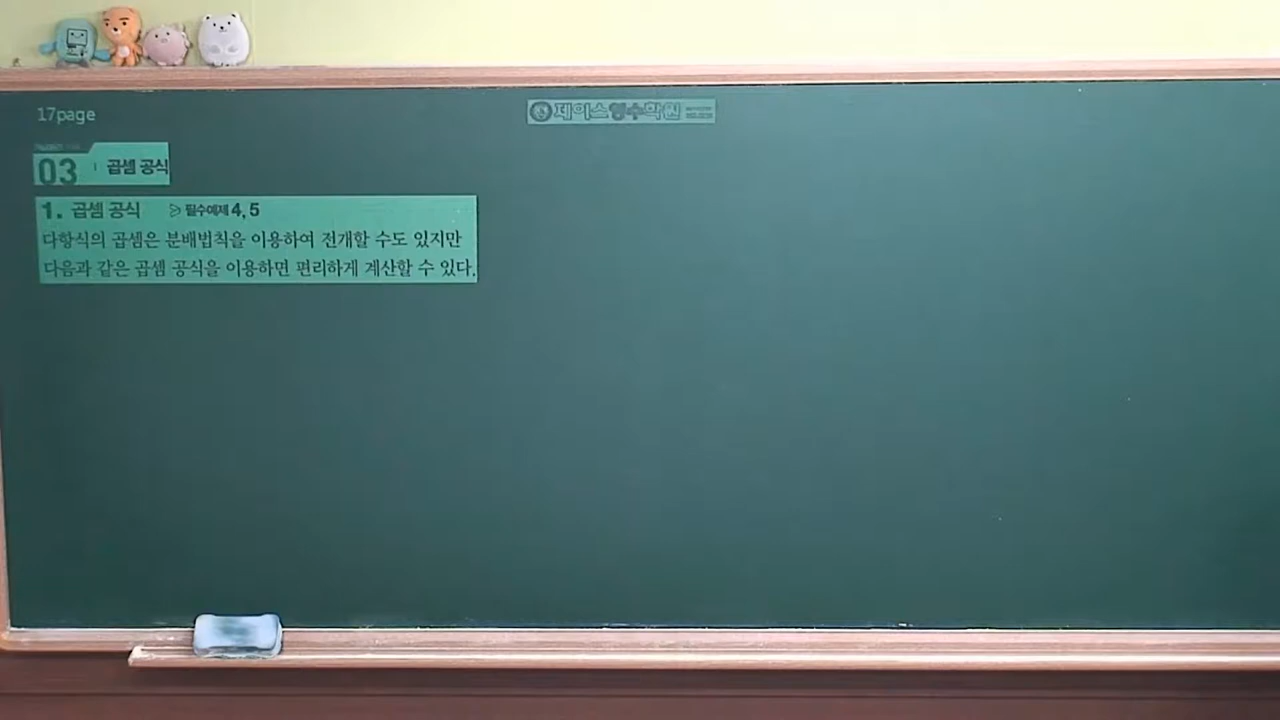 17page
제이스영수학원
03 곱셈 공식
1. 곱셈 공식 ≫ 필수예제 4, 5
다항식의 곱셈은 분배법칙을 이용하여 전개할 수도 있지만
다음과 같은 곱셈 공식을 이용하면 편리하게 계산할 수 있다.